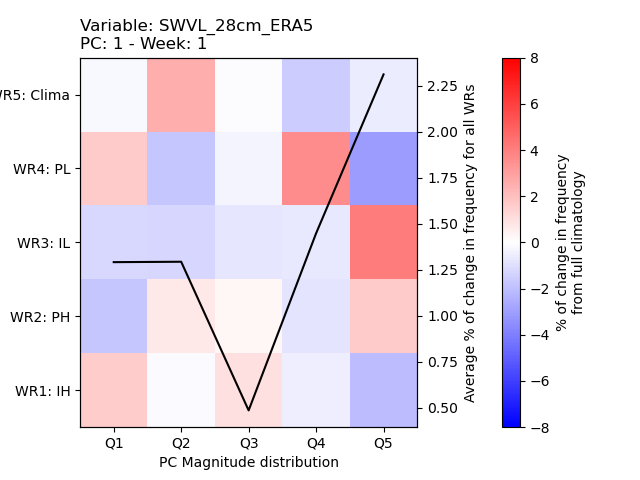 Variable: SWVL_28cm_ERA5
PC: 1 - Week: 1
WR5: Clima
WR4: PL
WR3: IL
WR2: PH
WR1: IH
Q1 Q2 Q3 Q4 Q5
PC Magnitude distribution
2.25
2.00
1.75
1.50
1.25
1.00
0.75
0.50
Average % of change in frequency for all WRs
8
6
4
2
0
−2
−4
−6
−8
% of change in frequency
from full climatology